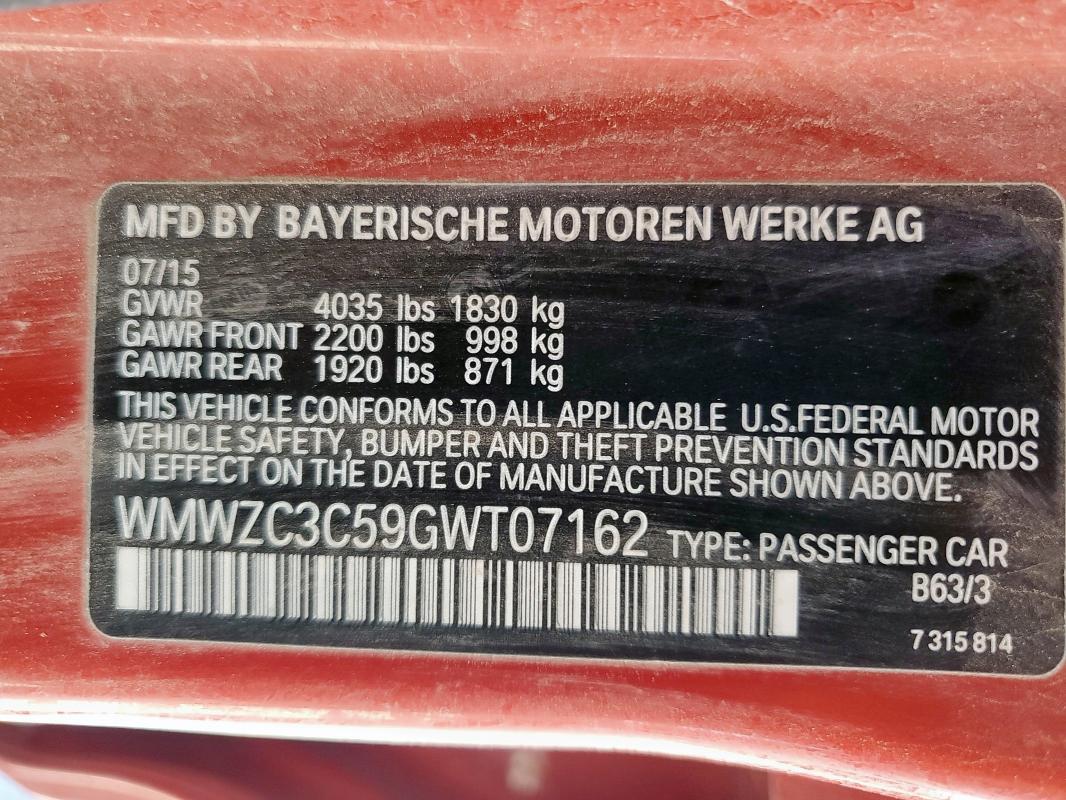 MFD BY BAYERISCHE MOTOREN WERKE AG
07/15
GVWR 4035 lbs 1830 kg
GAWR FRONT 2200 lbs 998 kg
GAWR REAR 1920 lbs 871 kg
THIS VEHICLE CONFORMS TO ALL APPLICABLE U.S.FEDERAL MOTOR
VEHICLE SAFETY, BUMPER AND THEFT PREVENTION STANDARDS
IN EFFECT ON THE DATE OF MANUFACTURE SHOWN ABOVE.
WMWZC3C59GWT07162 TYPE: PASSENGER CAR
B63/3
7 315 814